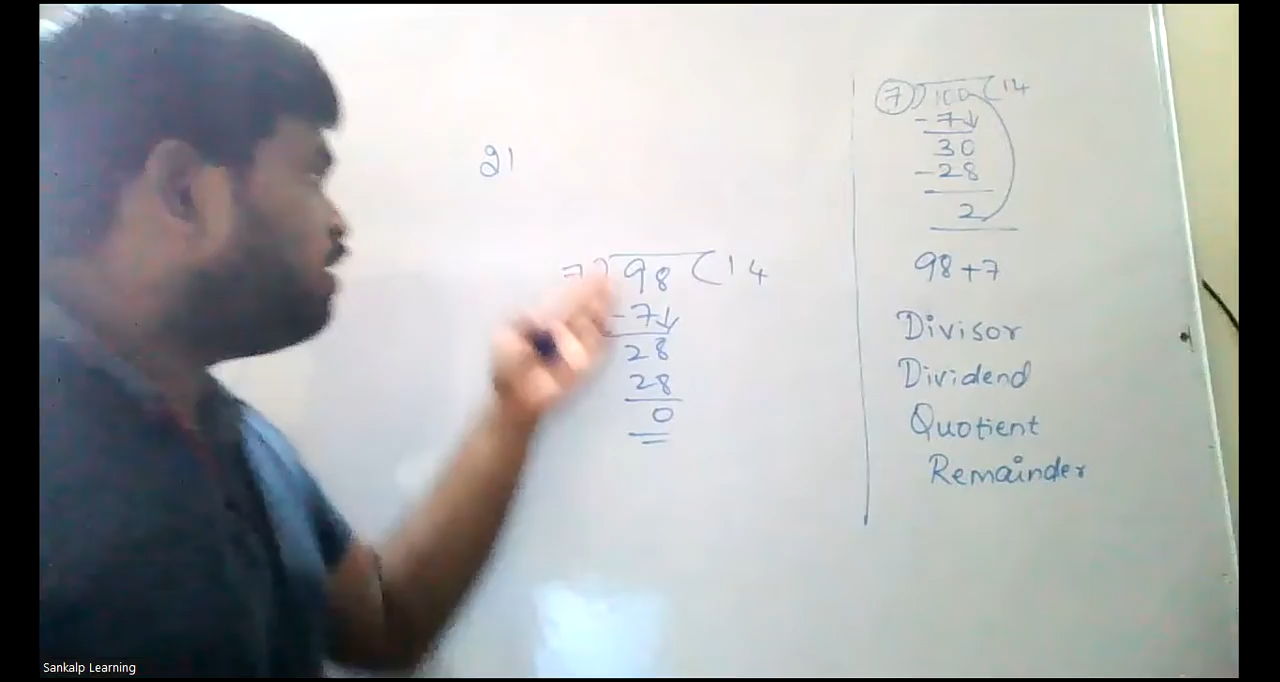 21
7) 98 ( 14
-7↓
28
28
0
7) 100 ( 14
-7↓
30
-28
2
98+7
Divisor
Dividend
Quotient
Remainder
Sankalp Learning